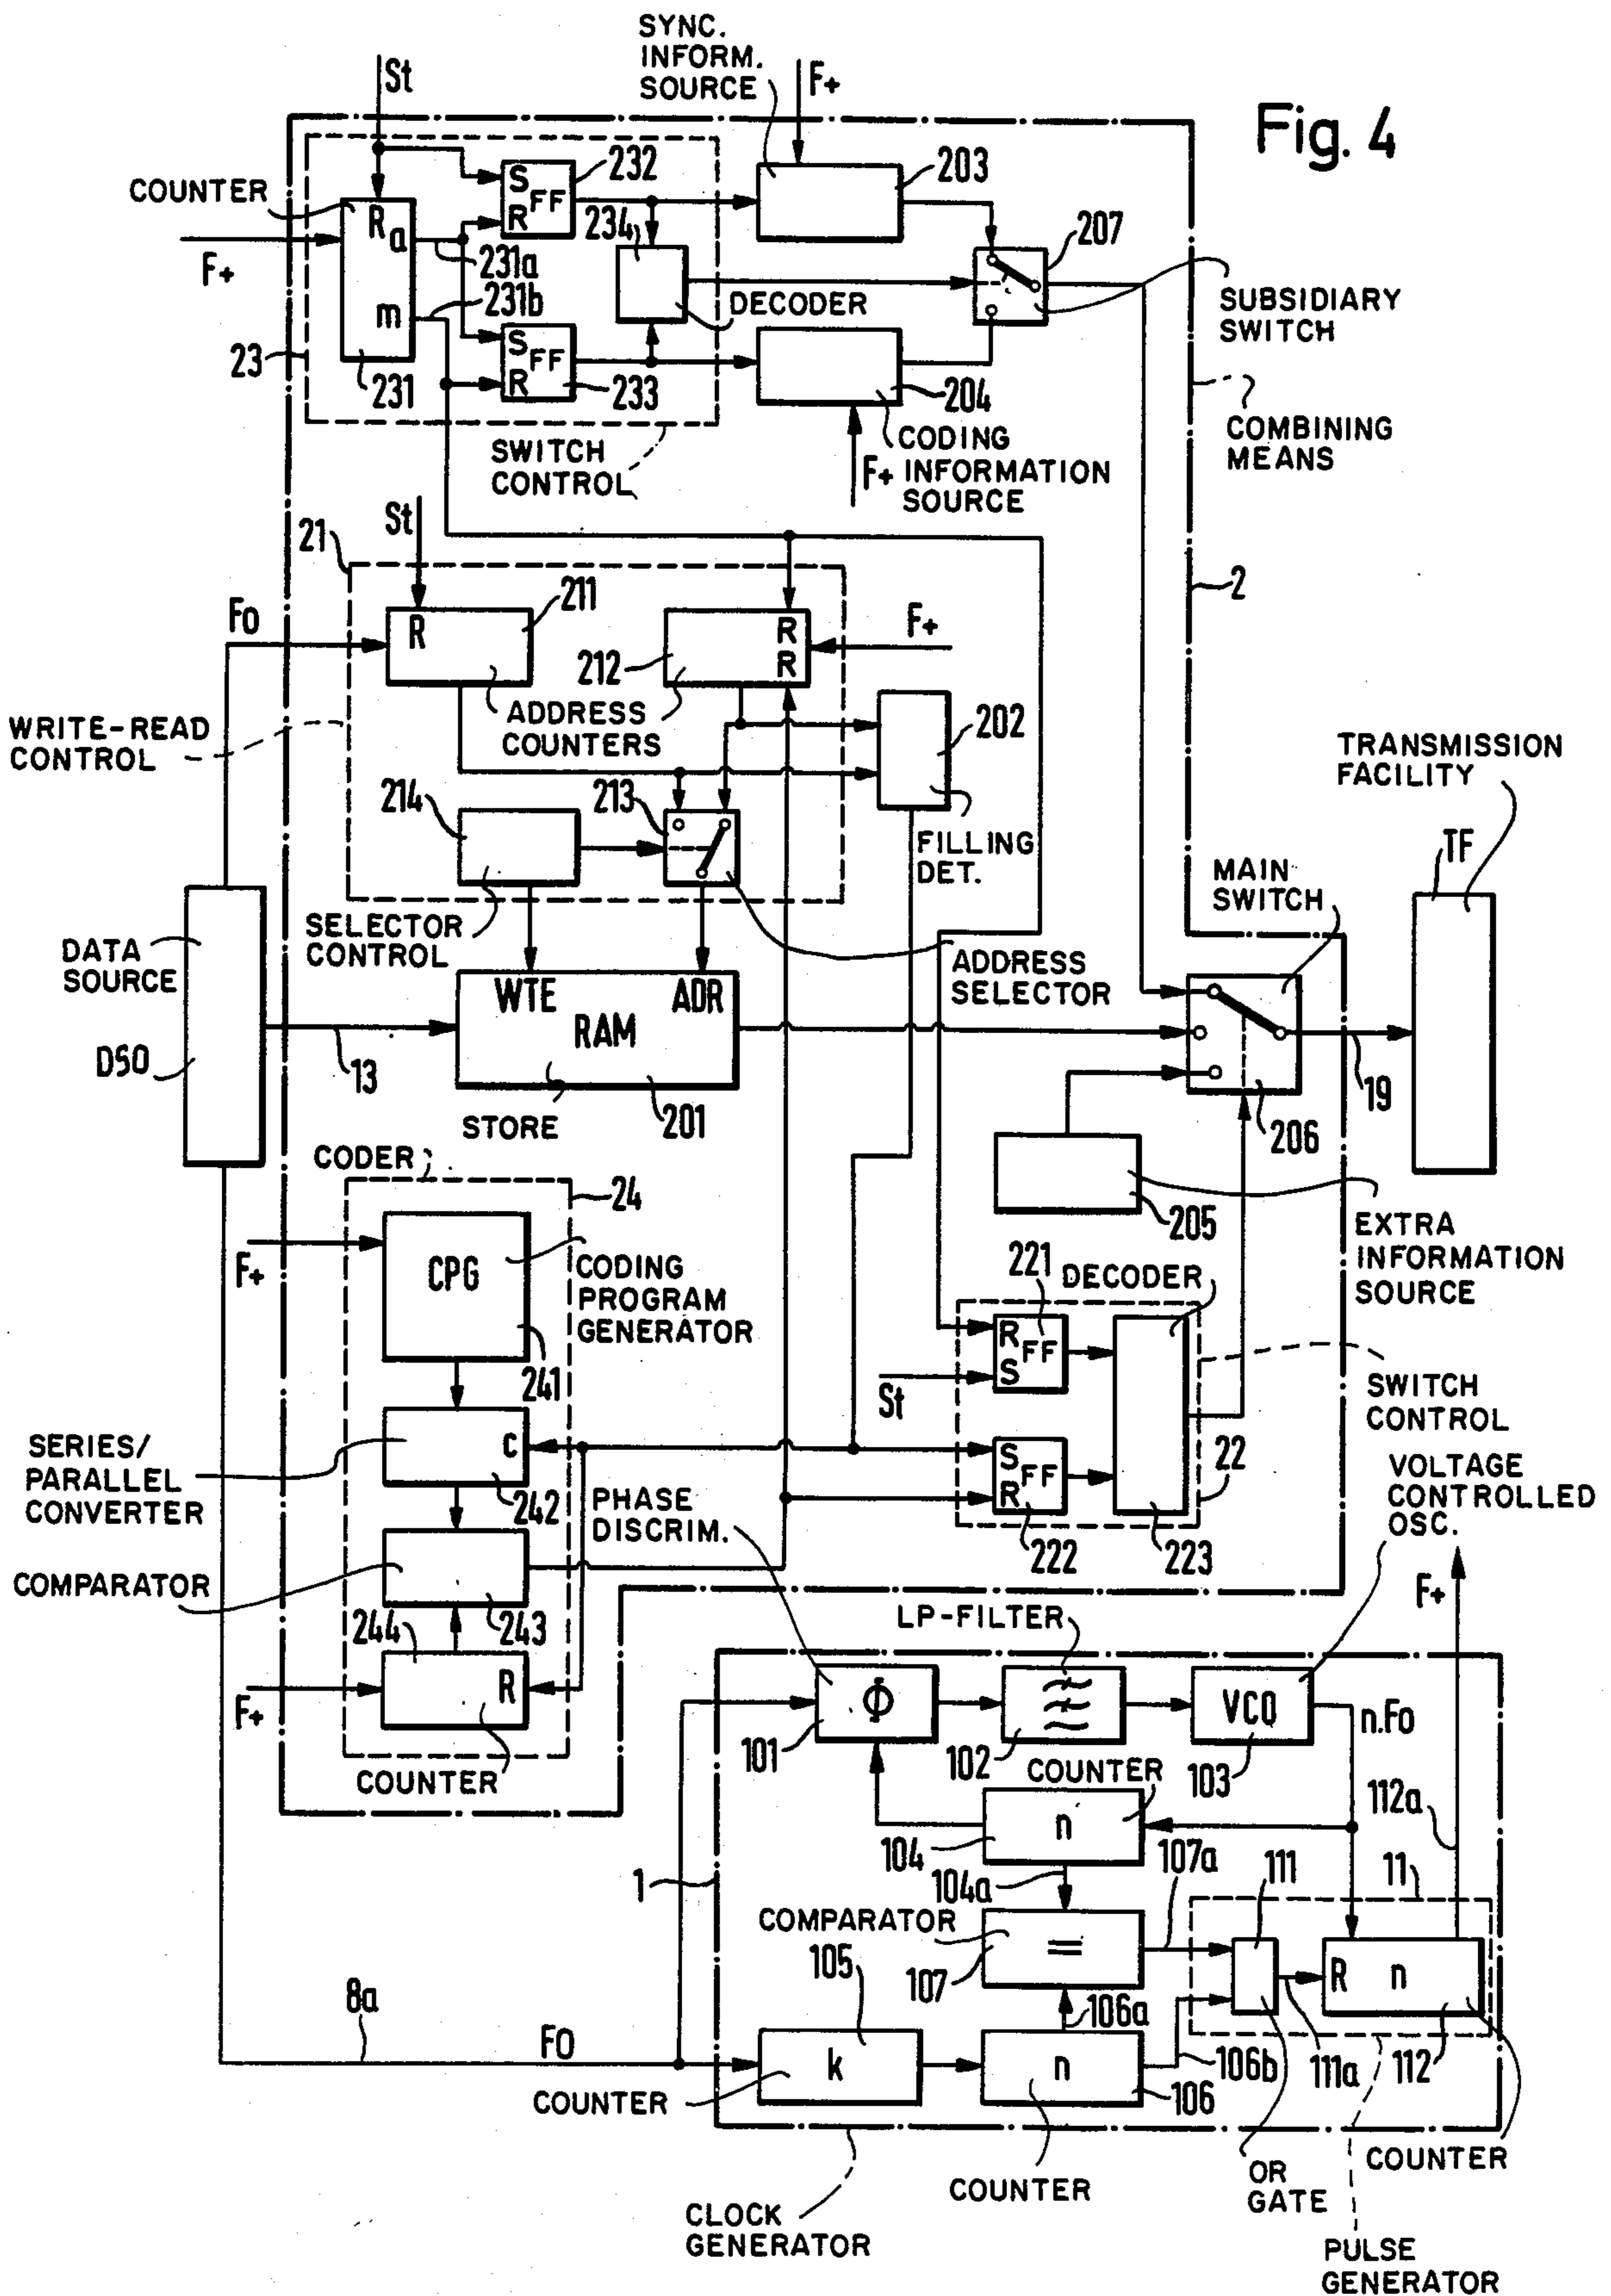 Fig. 4
SYNC.
INFORM.
SOURCE
St
F+
COUNTER
F+
R
a
m
231
231a
231b
S
FF
R
232
234
DECODER
S
FF
R
233
23
SWITCH
CONTROL
203
204
CODING
INFORMATION
SOURCE
F+
207
SUBSIDIARY
SWITCH
COMBINING
MEANS
2
St
21
Fo
R
211
212
R
R
F+
ADDRESS
COUNTERS
202
WRITE-READ
CONTROL
214
213
FILLING
DET.
SELECTOR
CONTROL
ADDRESS
SELECTOR
MAIN
SWITCH
TRANSMISSION
FACILITY
TF
DATA
SOURCE
DSO
13
WTE
ADR
RAM
STORE
201
206
19
205
EXTRA
INFORMATION
SOURCE
CODER
24
F+
CPG
CODING
PROGRAM
GENERATOR
241
SERIES/
PARALLEL
CONVERTER
C
242
COMPARATOR
243
244
F+
R
COUNTER
221
DECODER
R
FF
S
St
S
FF
R
222
223
22
SWITCH
CONTROL
PHASE
DISCRIM.
VOLTAGE
CONTROLLED
OSC.
F+
LP-FILTER
Φ
101
102
VCO
103
n.Fo
COUNTER
n
104
104a
112a
1
COMPARATOR
=
107
107a
111
11
105
k
COUNTER
106a
n
106
106b
111a
R
n
112
8a
FO
COUNTER
COUNTER
OR
GATE
CLOCK
GENERATOR
PULSE
GENERATOR